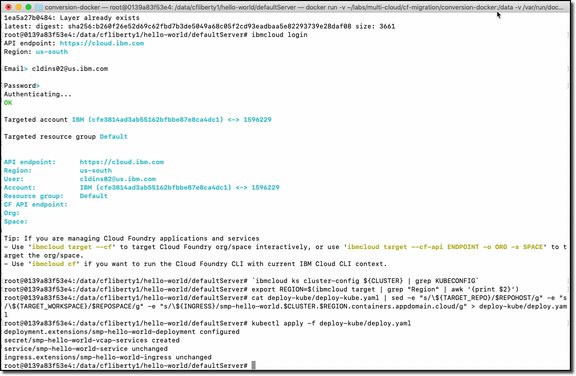 conversion-docker — root@0139a83f53e4: /data/cfliberty1/hello-world/defaultServer — docker run -v ~/labs/multi-cloud/cf-migration/conversion-docker:/data -v /var/run/doc...
1ea5a27b0484: Layer already exists
latest: digest: sha256:b260f26e52d69c62fbd7b3de5049a68c05f2cd93eadbaa5e82293739e28daf08 size: 3661
root@0139a83f53e4:/data/cfliberty1/hello-world/defaultServer# ibmcloud login
API endpoint: https://cloud.ibm.com
Region: us-south
Email> cldins02@us.ibm.com
Password>
Authenticating...
OK
Targeted account IBM (cfe3814ad3ab55162bfbbe87e8ca4dc1) <-> 1596229
Targeted resource group Default
API endpoint: https://cloud.ibm.com
Region: us-south
User: cldins02@us.ibm.com
Account: IBM (cfe3814ad3ab55162bfbbe87e8ca4dc1) <-> 1596229
Resource group: Default
CF API endpoint:
Org:
Space:
Tip: If you are managing Cloud Foundry applications and services
- Use 'ibmcloud target --cf' to target Cloud Foundry org/space interactively, or use 'ibmcloud target --cf-api ENDPOINT -o ORG -s SPACE' to t
arget the org/space.
- Use 'ibmcloud cf' if you want to run the Cloud Foundry CLI with current IBM Cloud CLI context.
root@0139a83f53e4:/data/cfliberty1/hello-world/defaultServer# `ibmcloud ks cluster-config ${CLUSTER} | grep KUBECONFIG`
root@0139a83f53e4:/data/cfliberty1/hello-world/defaultServer# export REGION=$(ibmcloud target | grep "Region" | awk '{print $2}')
root@0139a83f53e4:/data/cfliberty1/hello-world/defaultServer# cat deploy-kube/deploy-kube.yaml | sed -e "s/\${TARGET_REPO}/$REPOHOST/g" -e "s
/\${TARGET_WORKSPACE}/$REPOSPACE/g" -e "s/\${INGRESS}/smp-hello-world.$CLUSTER.$REGION.containers.appdomain.cloud/g" > deploy-kube/deploy.yam
l
root@0139a83f53e4:/data/cfliberty1/hello-world/defaultServer# kubectl apply -f deploy-kube/deploy.yaml
deployment.extensions/smp-hello-world-deployment configured
secret/smp-hello-world-vcap-services created
service/smp-hello-world-service unchanged
ingress.extensions/smp-hello-world-ingress unchanged
root@0139a83f53e4:/data/cfliberty1/hello-world/defaultServer#